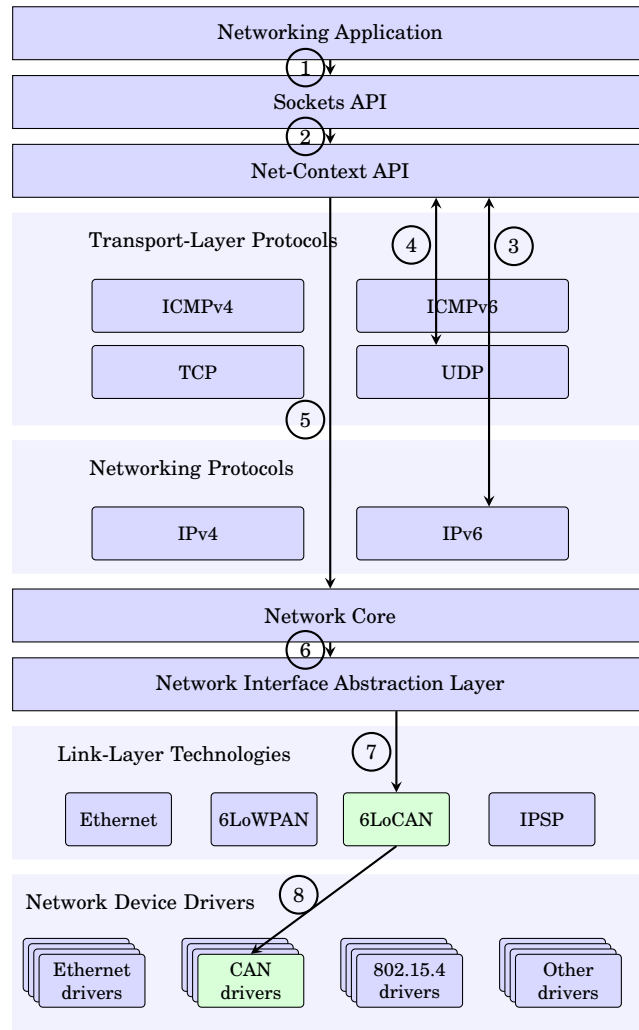 Networking Application
1
Sockets API
2
Net-Context API
Transport-Layer Protocols
4
3
ICMPv4
ICMPv6
TCP
UDP
5
Networking Protocols
IPv4
IPv6
Network Core
6
Network Interface Abstraction Layer
7
Link-Layer Technologies
Ethernet
6LoWPAN
6LoCAN
IPSP
8
Network Device Drivers
Ethernet
drivers
CAN
drivers
802.15.4
drivers
Other
drivers